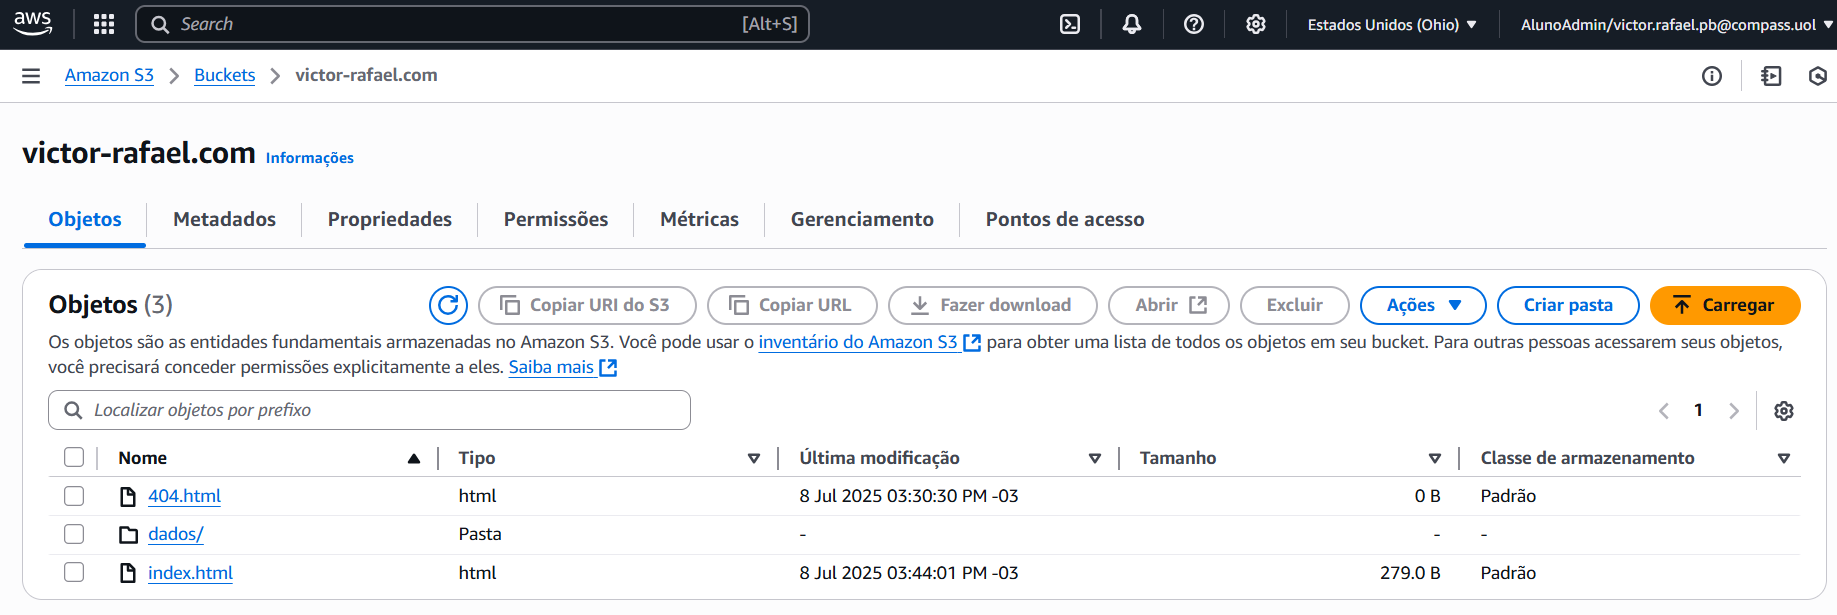 aws Search [Alt+S] Estados Unidos (Ohio) AlunoAdmin/victor.rafael.pb@compass.uol
Amazon S3 Buckets victor-rafael.com
victor-rafael.com Informações
Objetos Metadados Propriedades Permissões Métricas Gerenciamento Pontos de acesso
Objetos (3) Copiar URI do S3 Copiar URL Fazer download Abrir Excluir Ações Criar pasta Carregar
Os objetos são as entidades fundamentais armazenadas no Amazon S3. Você pode usar o inventário do Amazon S3 para obter uma lista de todos os objetos em seu bucket. Para outras pessoas acessarem seus objetos,
você precisará conceder permissões explicitamente a eles. Saiba mais
Localizar objetos por prefixo 1
Nome Tipo Última modificação Tamanho Classe de armazenamento
404.html html 8 Jul 2025 03:30:30 PM -03 0 B Padrão
dados/ Pasta - - -
index.html html 8 Jul 2025 03:44:01 PM -03 279.0 B Padrão